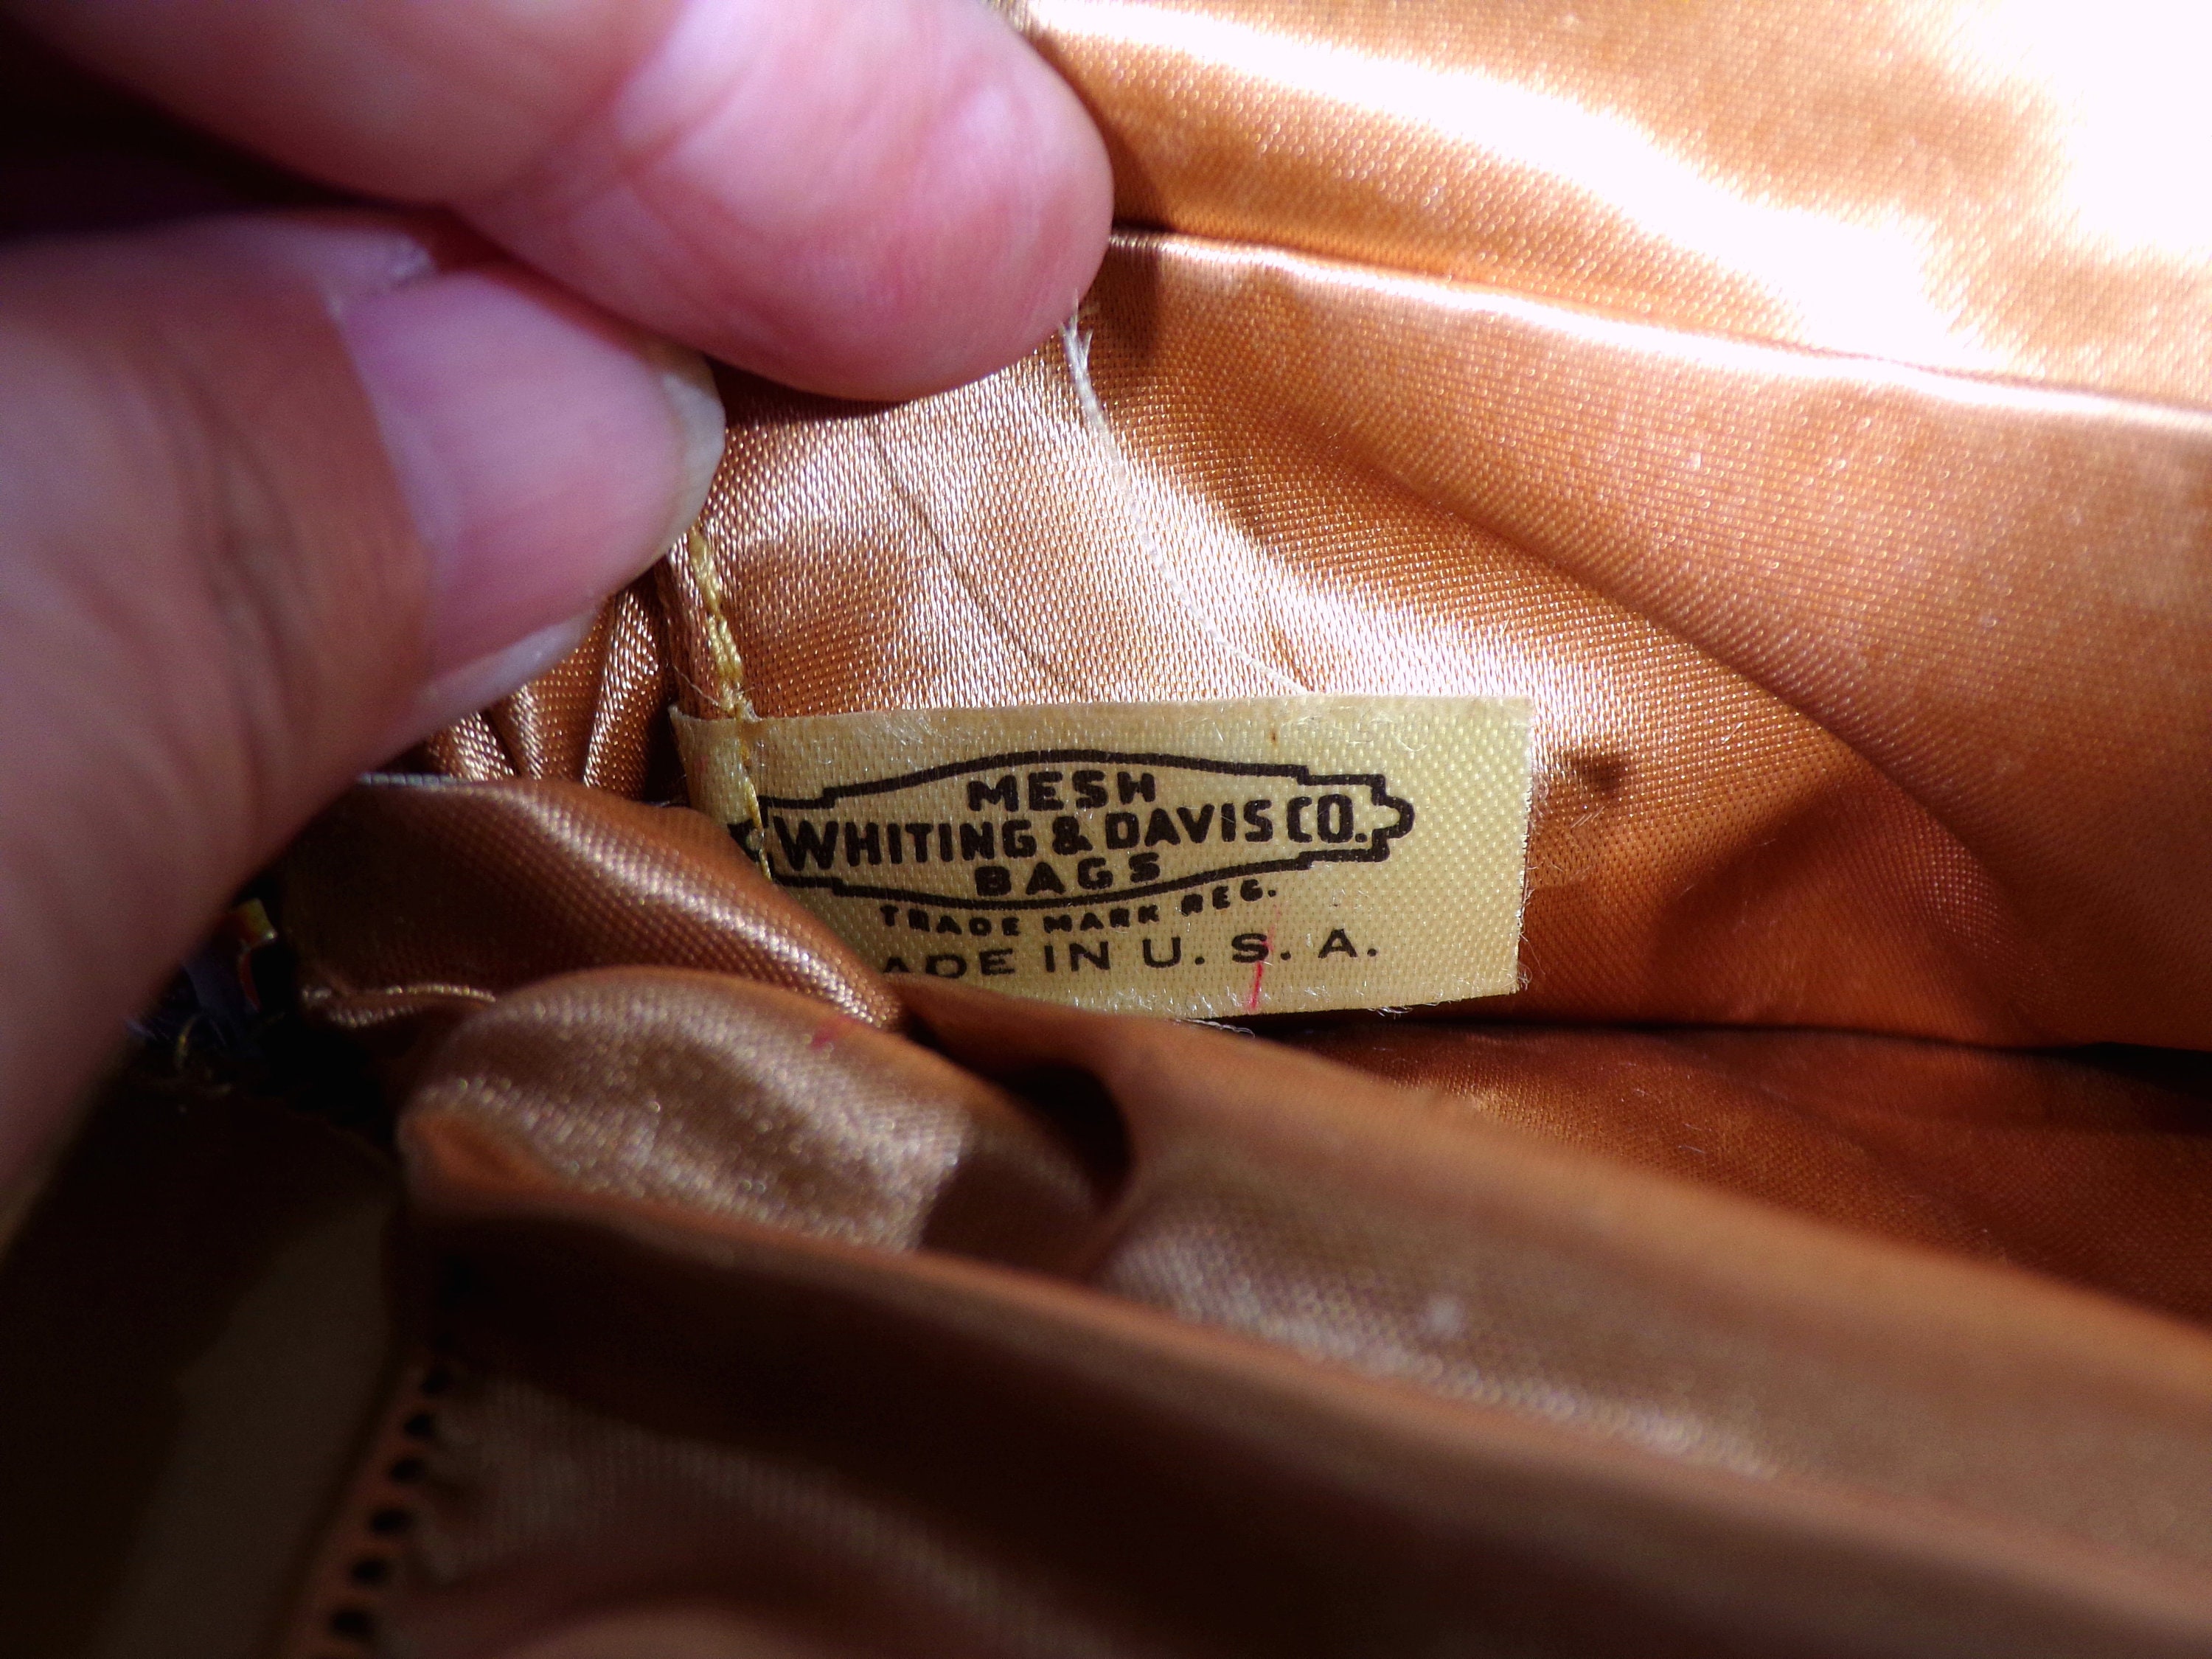 MESH
WHITING & DAVIS CO.
BAGS
TRADE MARK REG.
ADE IN U. S. A.